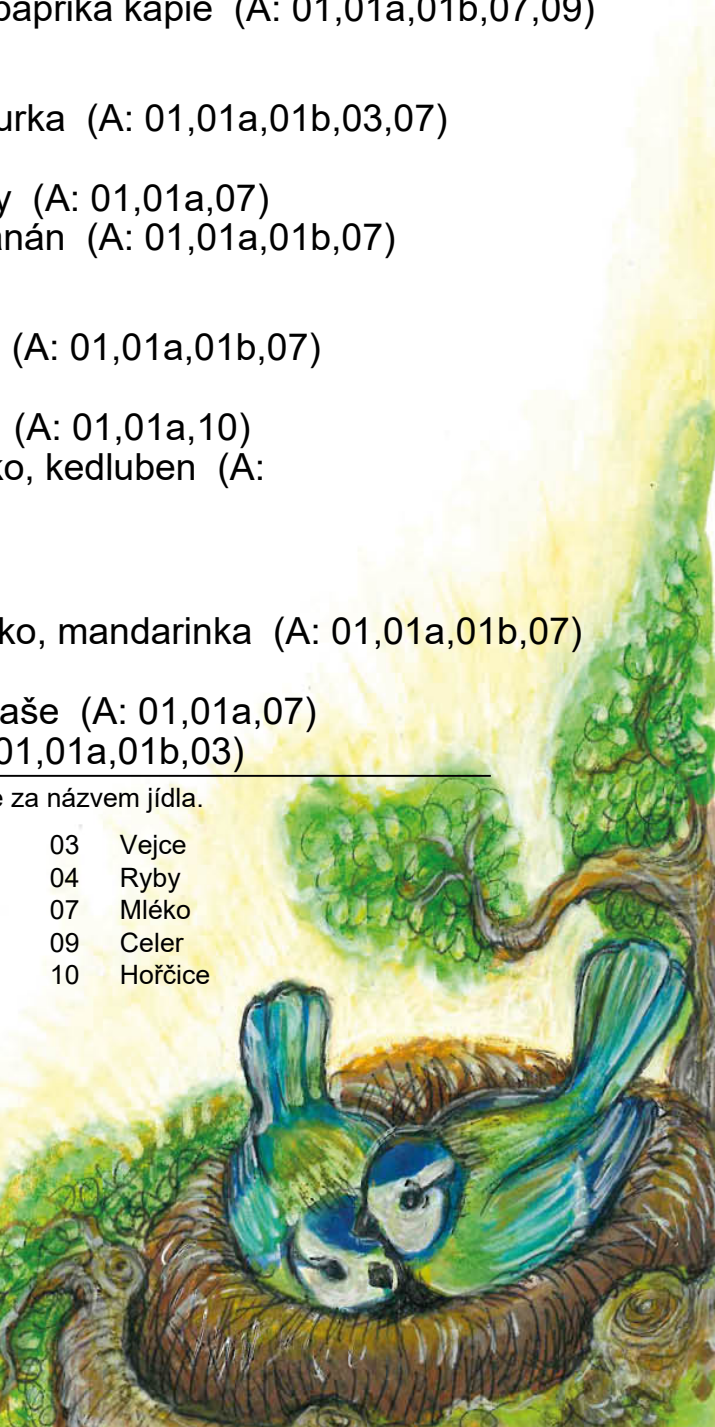 paprika kápie (A: 01,01a,01b,07,09)
urka (A: 01,01a,01b,03,07)
y (A: 01,01a,07)
anán (A: 01,01a,01b,07)
(A: 01,01a,01b,07)
(A: 01,01a,10)
ko, kedluben (A:
ko, mandarinka (A: 01,01a,01b,07)
aše (A: 01,01a,07)
01,01a,01b,03)
e za názvem jídla.
03 Vejce
04 Ryby
07 Mléko
09 Celer
10 Hořčice